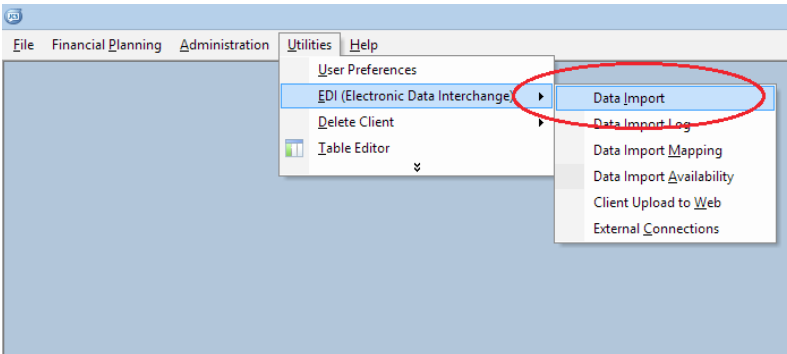 JCS
File Financial Planning Administration Utilities Help
User Preferences
EDI (Electronic Data Interchange)
Delete Client
Table Editor
Data Import
Data Import Log
Data Import Mapping
Data Import Availability
Client Upload to Web
External Connections